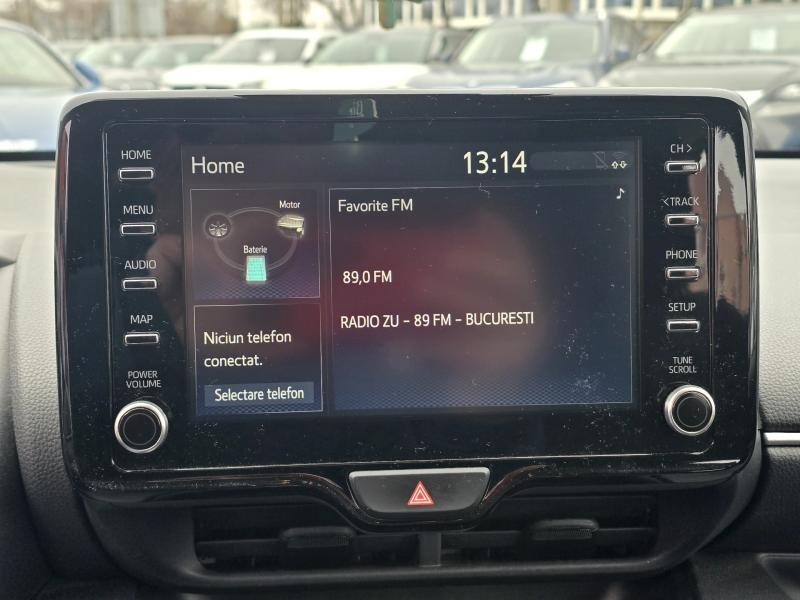 HOME
MENU
AUDIO
MAP
POWER
VOLUME
Home
13:14
Motor
Baterie
Favorite FM
89,0 FM
RADIO ZU - 89 FM - BUCURESTI
Niciun telefon
conectat.
Selectare telefon
CH >
<TRACK
PHONE
SETUP
TUNE
SCROLL